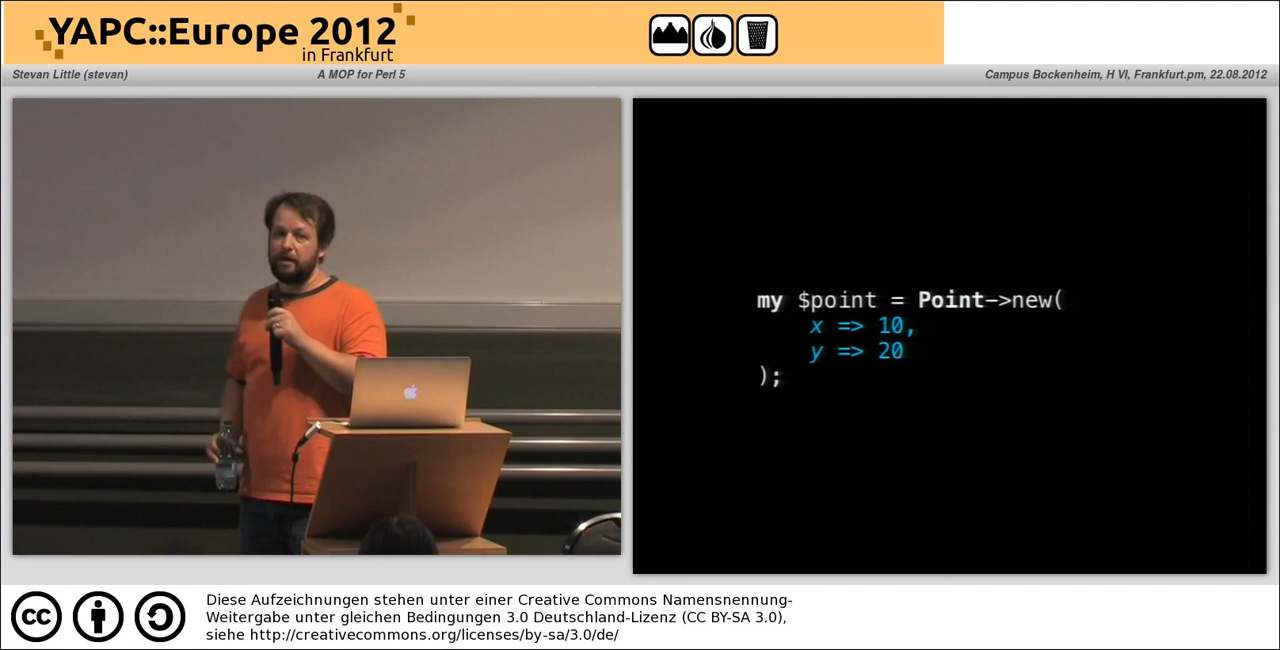 YAPC::Europe 2012
in Frankfurt
Stevan Little (stevan) A MOP for Perl 5 Campus Bockenheim, H VI, Frankfurt.pm, 22.08.2012
my $point = Point->new(
x => 10,
y => 20
);
cc
Diese Aufzeichnungen stehen unter einer Creative Commons Namensnennung-
Weitergabe unter gleichen Bedingungen 3.0 Deutschland-Lizenz (CC BY-SA 3.0),
siehe http://creativecommons.org/licenses/by-sa/3.0/de/